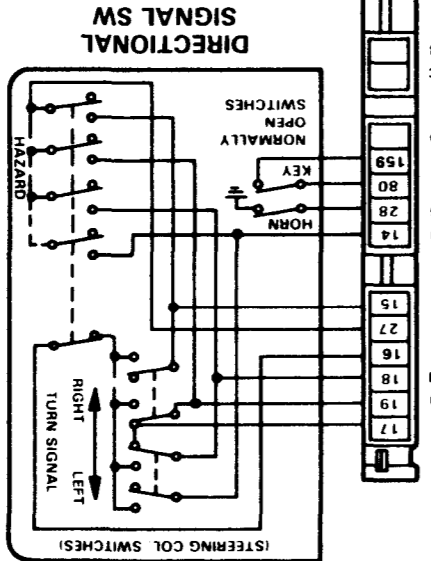 (STEERING COL. SWITCHES)
17
19
18
16
27
15
LEFT
RIGHT
TURN SIGNAL
14
28
80
159
HORN
KEY
NORMALLY
OPEN
SWITCHES
HAZARD
DIRECTIONAL
SIGNAL SW